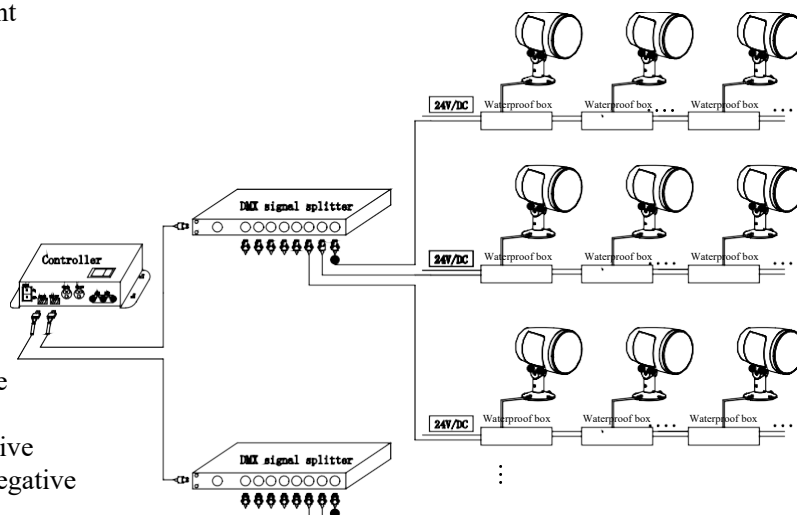 nt
24V/DC Waterproof box Waterproof box .... Waterproof box ...
DMX signal splitter
24V/DC Waterproof box Waterproof box .... Waterproof box ...
Controller
24V/DC Waterproof box Waterproof box .... Waterproof box ...
e
ive
egative
DMX signal splitter